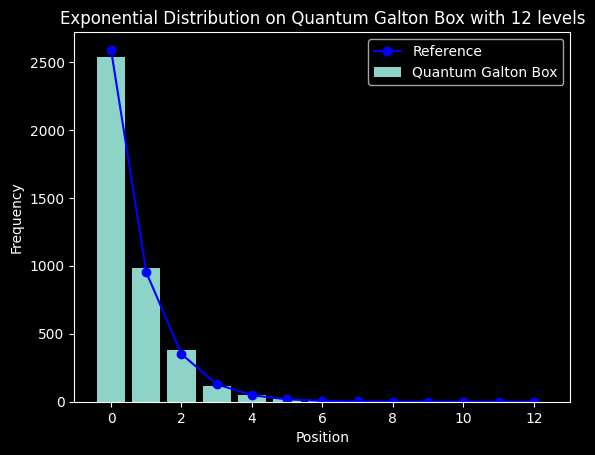 Exponential Distribution on Quantum Galton Box with 12 levels
Reference
Quantum Galton Box
2500
2000
1500
1000
500
0
Frequency
0 2 4 6 8 10 12
Position